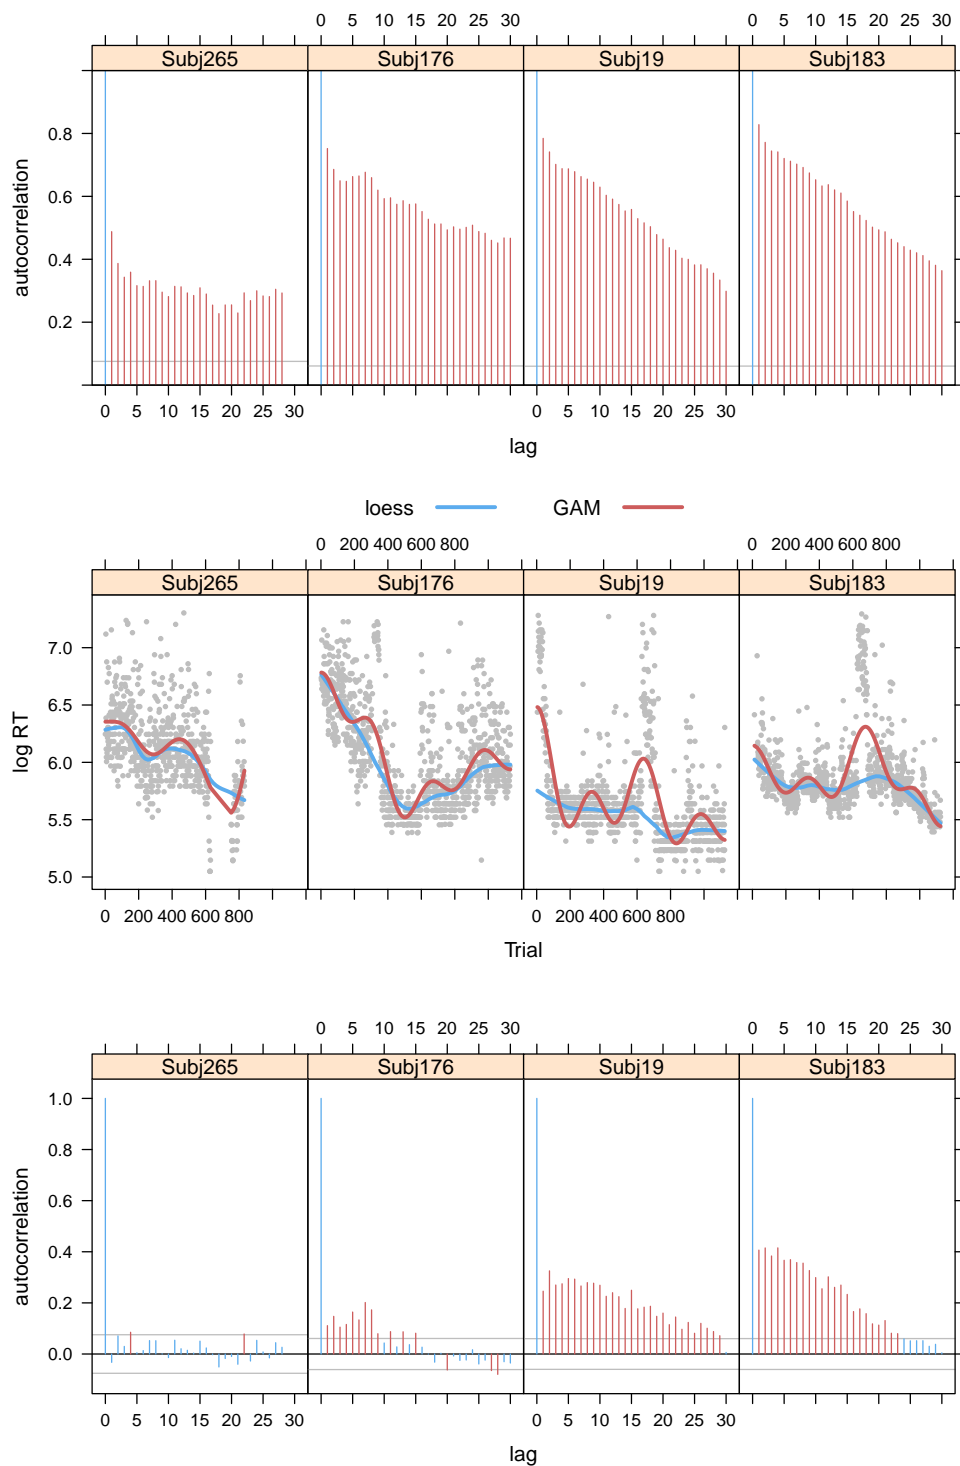 0 5 10 15 20 25 30 0 5 10 15 20 25 30
Subj265 Subj176 Subj19 Subj183
0.8
0.6
0.4
0.2
autocorrelation
0 5 10 15 20 25 30 0 5 10 15 20 25 30
lag
loess GAM
0 200 400 600 800 0 200 400 600 800
Subj265 Subj176 Subj19 Subj183
7.0
6.5
6.0
5.5
5.0
log RT
0 200 400 600 800 0 200 400 600 800
Trial
0 5 10 15 20 25 30 0 5 10 15 20 25 30
Subj265 Subj176 Subj19 Subj183
1.0
0.8
0.6
0.4
0.2
0.0
autocorrelation
0 5 10 15 20 25 30 0 5 10 15 20 25 30
lag